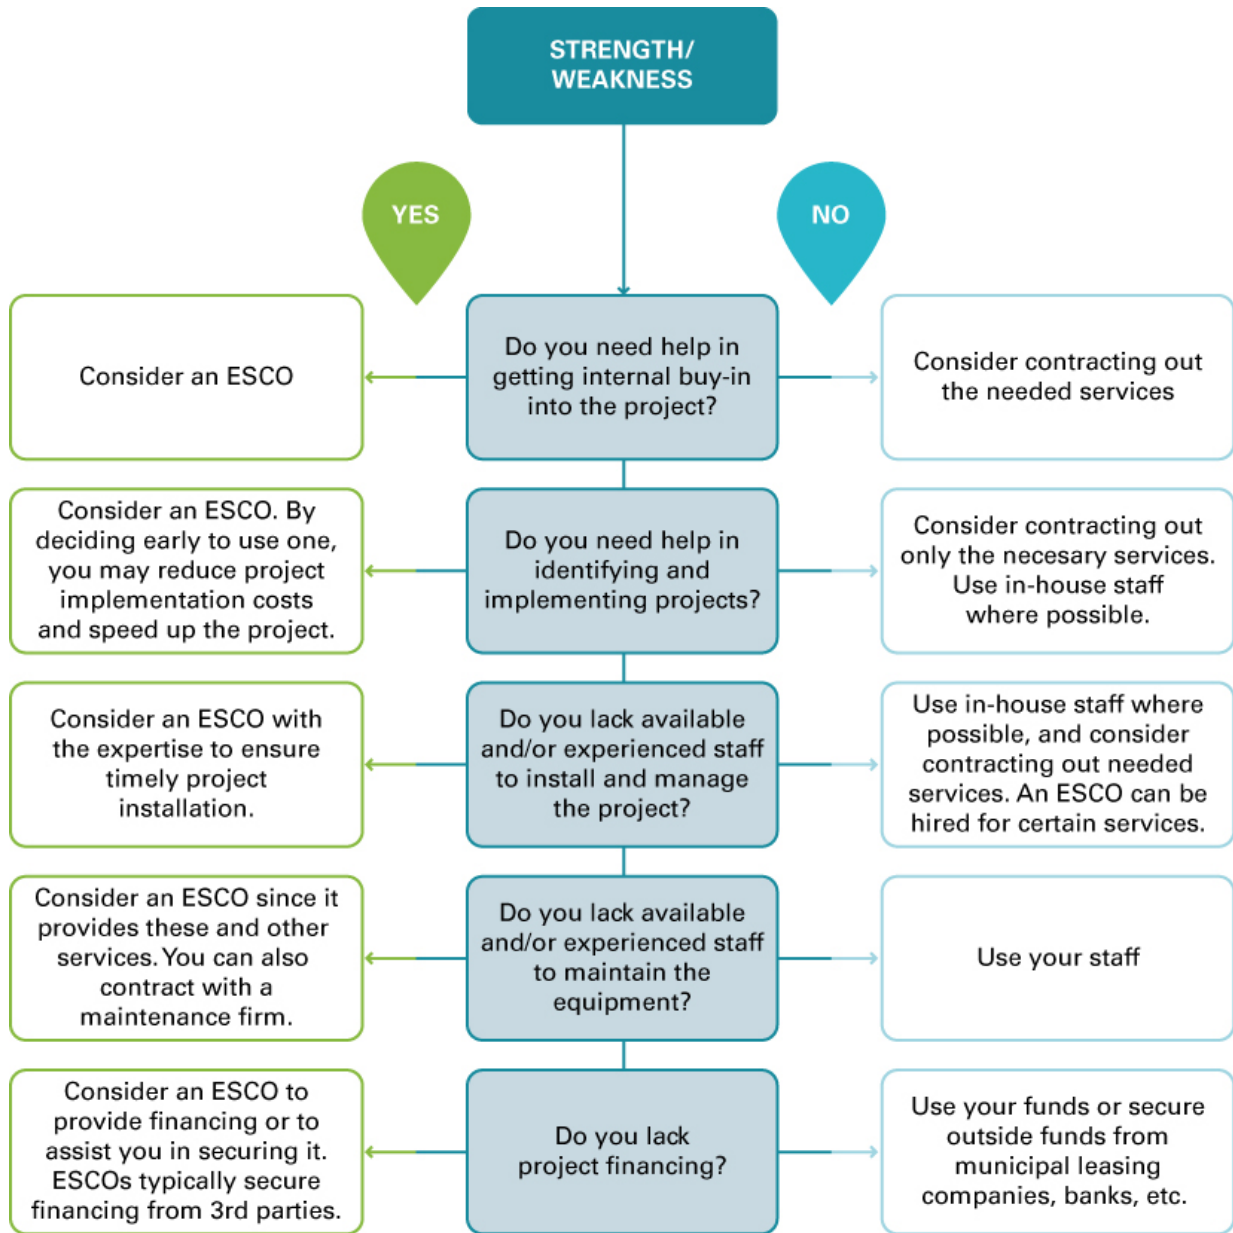 STRENGTH/
WEAKNESS
YES
NO
Consider an ESCO
Do you need help in
getting internal buy-in
into the project?
Consider contracting out
the needed services
Consider an ESCO. By
deciding early to use one,
you may reduce project
implementation costs
and speed up the project.
Do you need help in
identifying and
implementing projects?
Consider contracting out
only the necesary services.
Use in-house staff
where possible.
Consider an ESCO with
the expertise to ensure
timely project
installation.
Do you lack available
and/or experienced staff
to install and manage
the project?
Use in-house staff where
possible, and consider
contracting out needed
services. An ESCO can be
hired for certain services.
Consider an ESCO since it
provides these and other
services. You can also
contract with a
maintenance firm.
Do you lack available
and/or experienced staff
to maintain the
equipment?
Use your staff
Consider an ESCO to
provide financing or to
assist you in securing it.
ESCOs typically secure
financing from 3rd parties.
Do you lack
project financing?
Use your funds or secure
outside funds from
municipal leasing
companies, banks, etc.